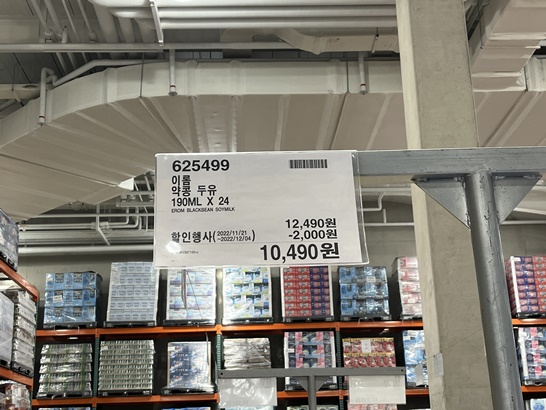 625499
이롬
약콩 두유
190ML X 24
EROM BLACKBEAN SOYMILK
12,490원
할인행사 (2022/11/21 ~2022/12/04) -2,000원
10,490원